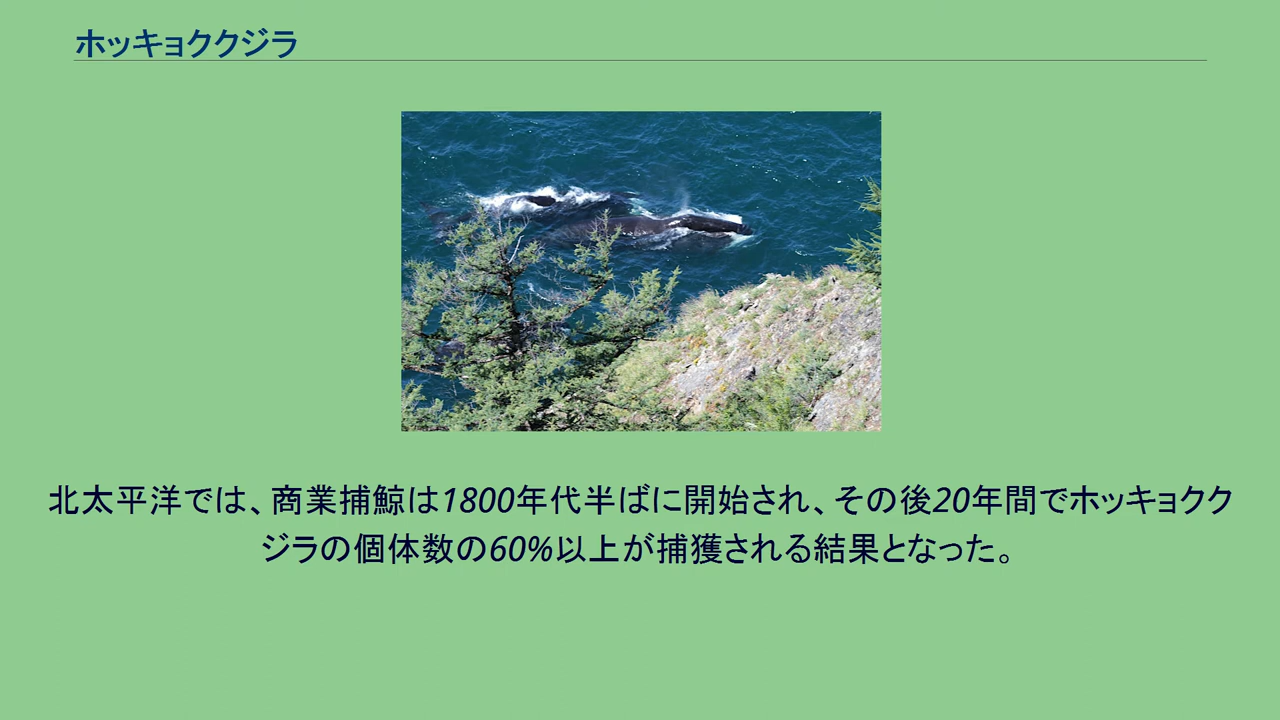 ホッキョククジラ
北太平洋では、商業捕鯨は1800年代半ばに開始され、その後20年間でホッキョクク
ジラの個体数の60%以上が捕獲される結果となった。